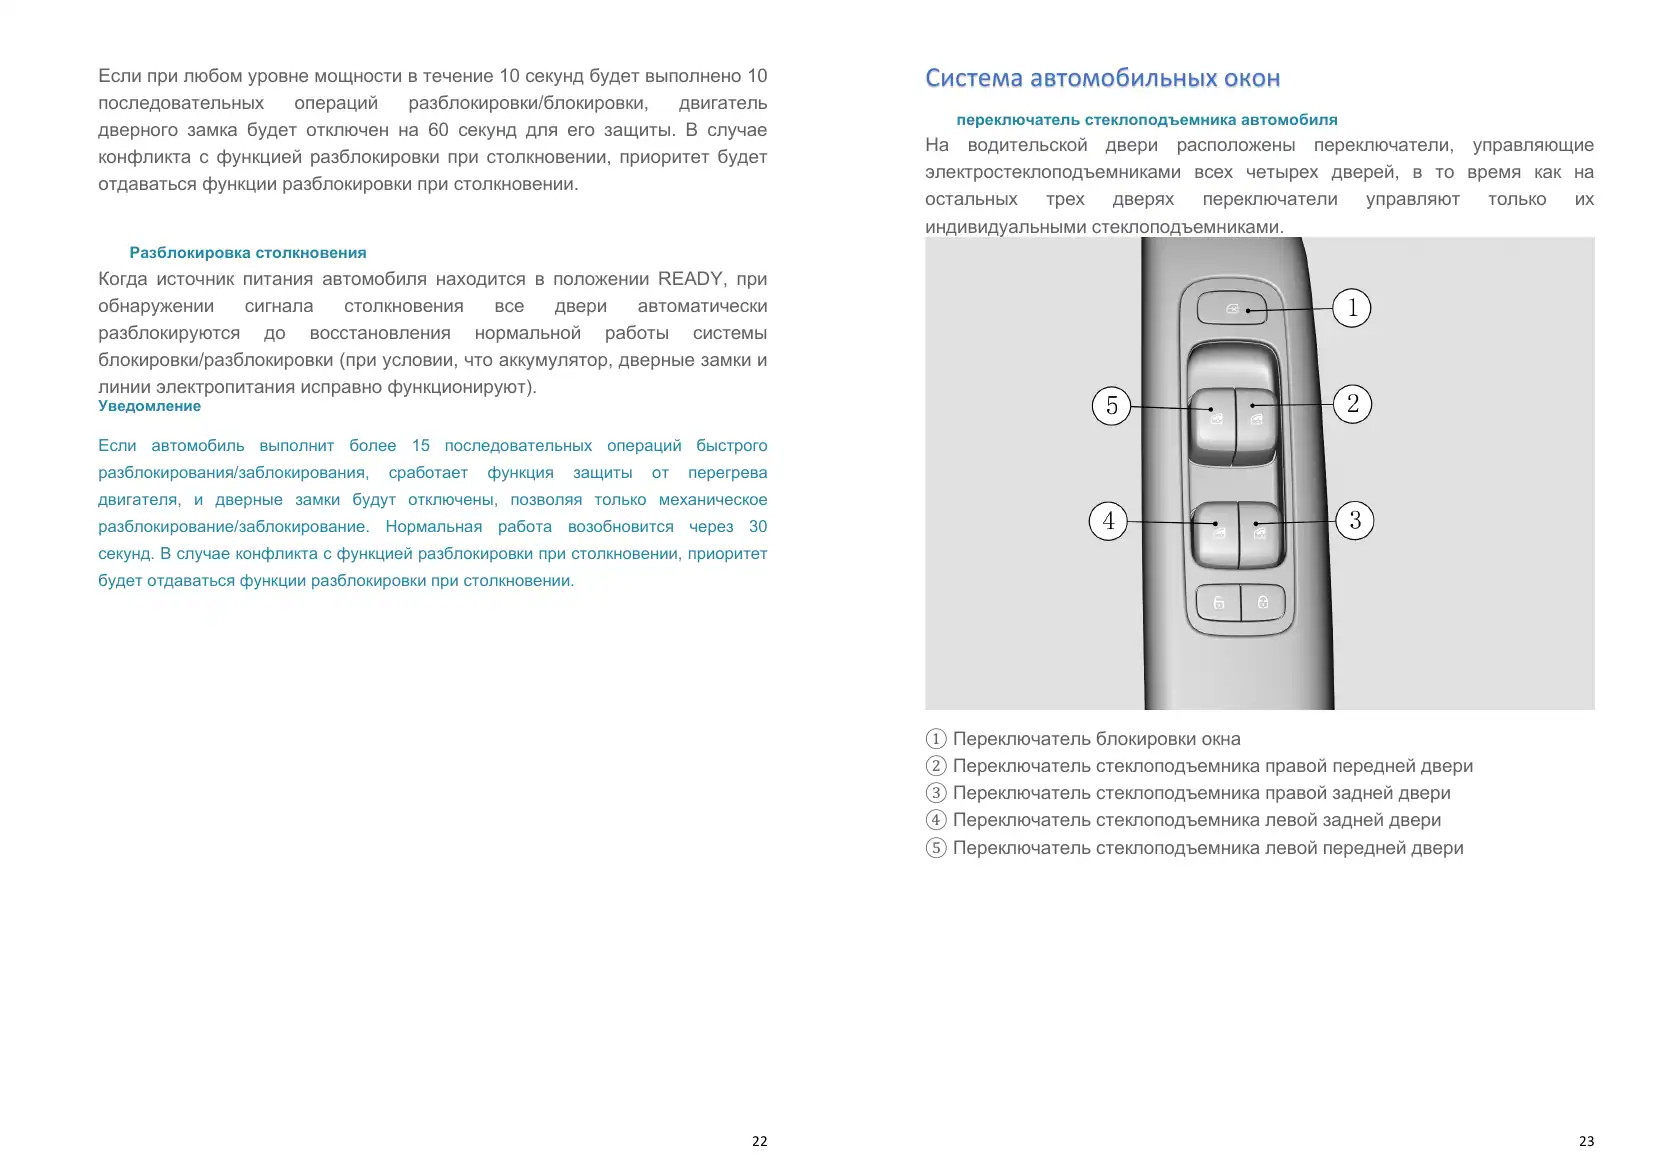 Если при любом уровне мощности в течение 10 секунд будет выполнено 10
последовательных операций разблокировки/блокировки, двигатель
дверного замка будет отключен на 60 секунд для его защиты. В случае
конфликта с функцией разблокировки при столкновении, приоритет будет
отдаваться функции разблокировки при столкновении.
Разблокировка столкновения
Когда источник питания автомобиля находится в положении READY, при
обнаружении сигнала столкновения все двери автоматически
разблокируются до восстановления нормальной работы системы
блокировки/разблокировки (при условии, что аккумулятор, дверные замки и
линии электропитания исправно функционируют).
Уведомление
Если автомобиль выполнит более 15 последовательных операций быстрого
разблокирования/заблокирования, сработает функция защиты от перегрева
двигателя, и дверные замки будут отключены, позволяя только механическое
разблокирование/заблокирование. Нормальная работа возобновится через 30
секунд. В случае конфликта с функцией разблокировки при столкновении, приоритет
будет отдаваться функции разблокировки при столкновении.
22
Система автомобильных окон
переключатель стеклоподъемника автомобиля
На водительской двери расположены переключатели, управляющие
электростеклоподъемниками всех четырех дверей, в то время как на
остальных трех дверях переключатели управляют только их
индивидуальными стеклоподъемниками.
1
5
2
4
3
① Переключатель блокировки окна
② Переключатель стеклоподъемника правой передней двери
③ Переключатель стеклоподъемника правой задней двери
④ Переключатель стеклоподъемника левой задней двери
⑤ Переключатель стеклоподъемника левой передней двери
23